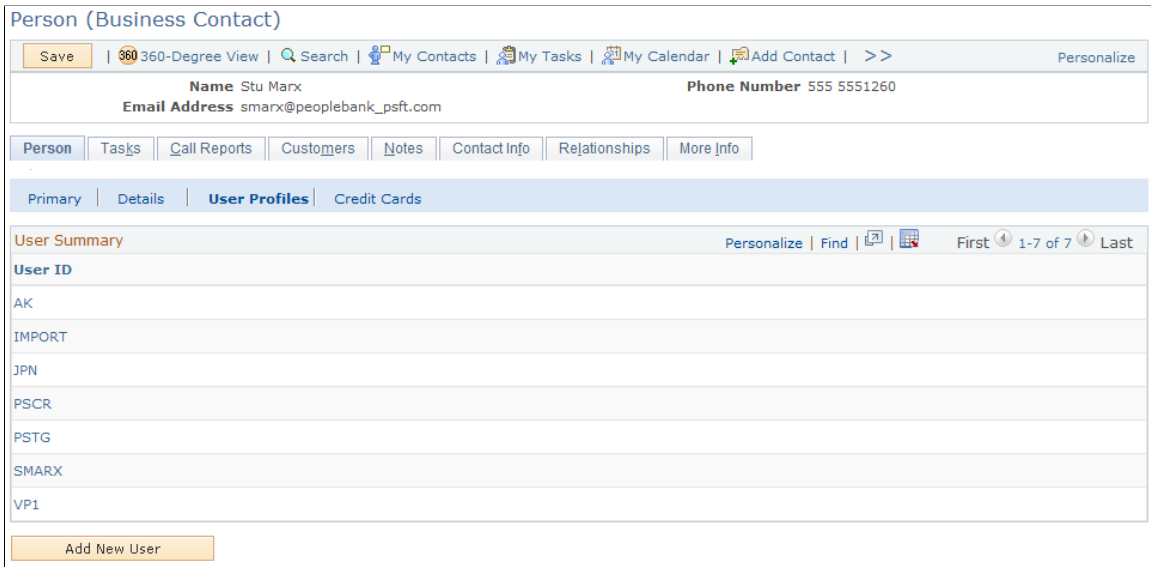 Person (Business Contact)
Save | 360 360-Degree View | Search | My Contacts | My Tasks | My Calendar | Add Contact | >> Personalize
Name Stu Marx Phone Number 555 5551260
Email Address smarx@peoplebank_psft.com
Person Tasks Call Reports Customers Notes Contact Info Relationships More Info
Primary | Details | User Profiles | Credit Cards
User Summary Personalize | Find | | First 1-7 of 7 Last
User ID
AK
IMPORT
JPN
PSCR
PSTG
SMARX
VP1
Add New User